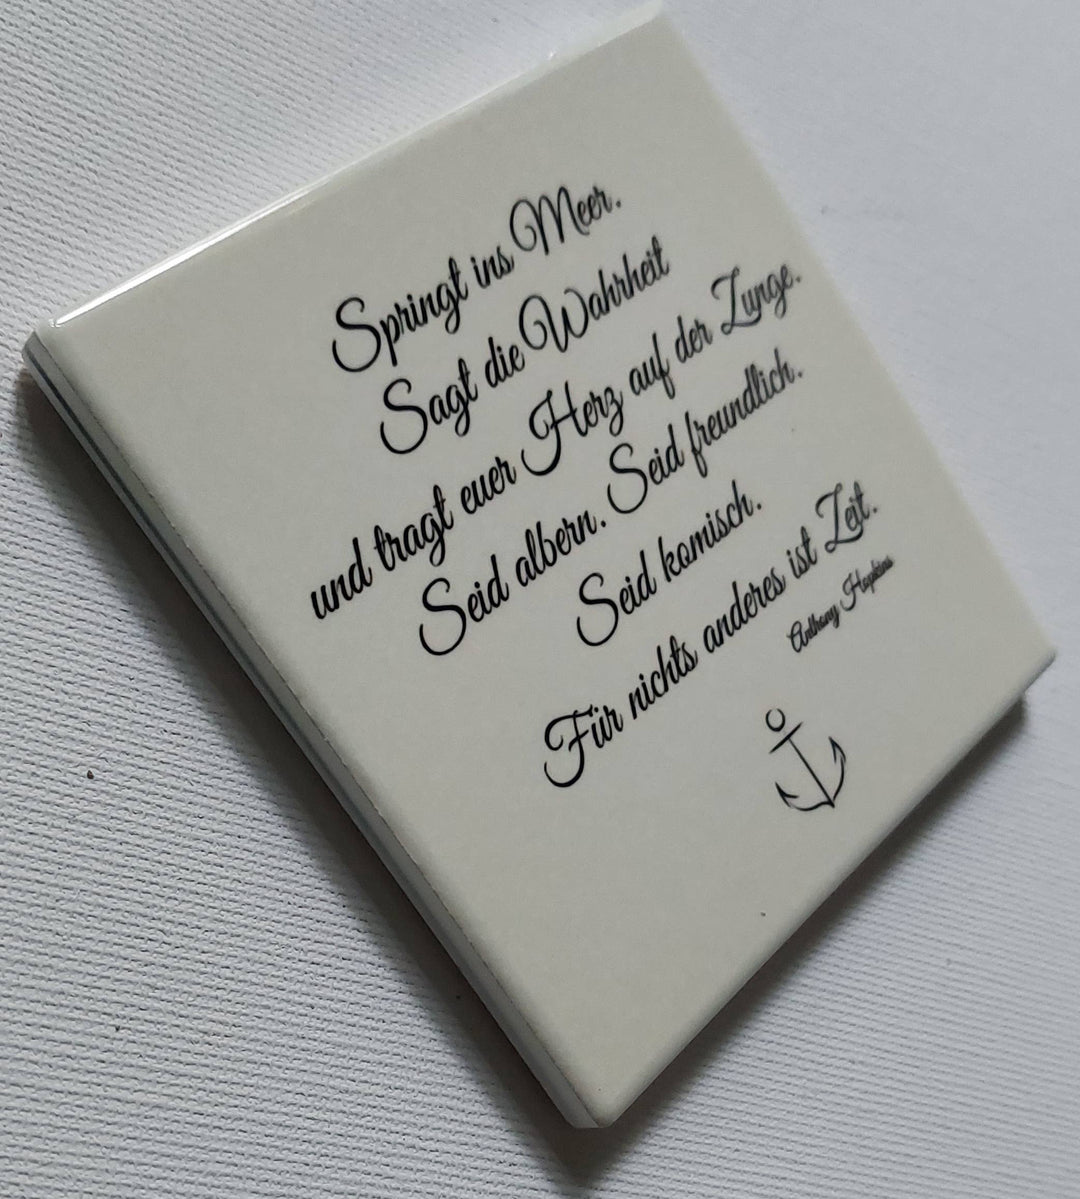 Springt ins Meer.
Sagt die Wahrheit
und tragt euer Herz auf der Zunge.
Seid albern. Seid freundlich.
Seid komisch.
Für nichts anderes ist Zeit.
Anthony Hopkins